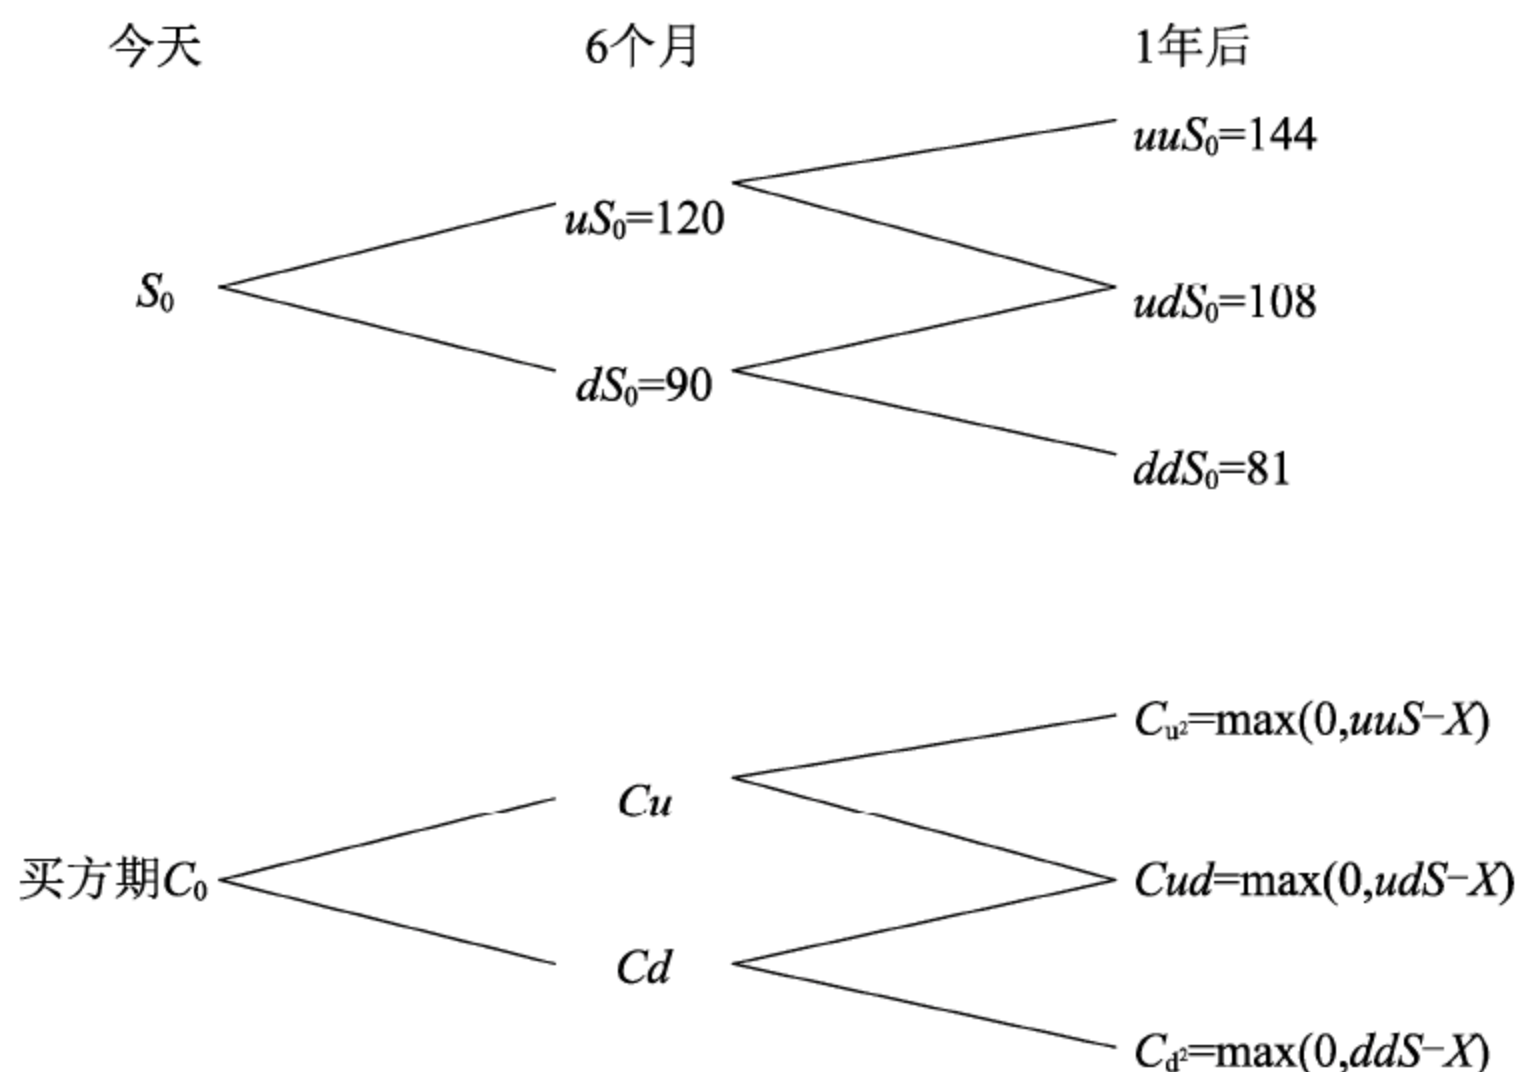 今天 6个月 1年后
uuS₀=144
uS₀=120
S₀
udS₀=108
dS₀=90
ddS₀=81
Cᵤ²=max(0,uuS−X)
Cu
买方期C₀
Cud=max(0,udS−X)
Cd
C_d²=max(0,ddS−X)